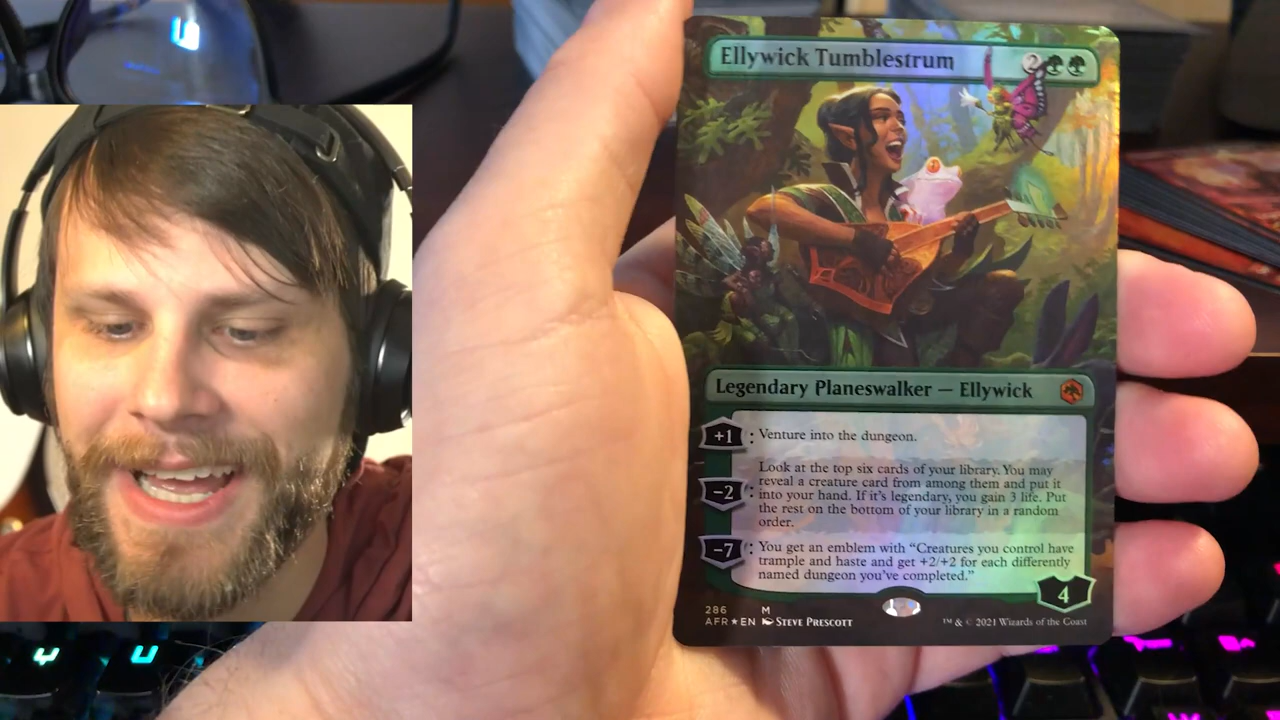 Ellywick Tumblestrum 2
Legendary Planeswalker — Ellywick
+1 : Venture into the dungeon.
Look at the top six cards of your library. You may
reveal a creature card from among them and put it
−2 : into your hand. If it's legendary, you gain 3 life. Put
the rest on the bottom of your library in a random
order.
−7 : You get an emblem with “Creatures you control have
trample and haste and get +2/+2 for each differently
named dungeon you've completed.”
4
286 M
AFR★EN STEVE PRESCOTT ™ & © 2021 Wizards of the Coast
U